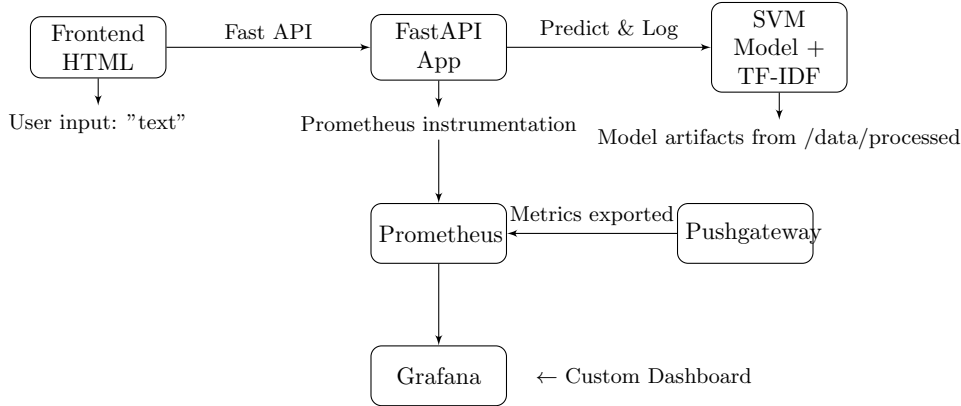 Frontend
HTML
Fast API
FastAPI
App
Predict & Log
SVM
Model +
TF-IDF
User input: ”text”
Prometheus instrumentation
Model artifacts from /data/processed
Prometheus
Metrics exported
Pushgateway
Grafana
← Custom Dashboard